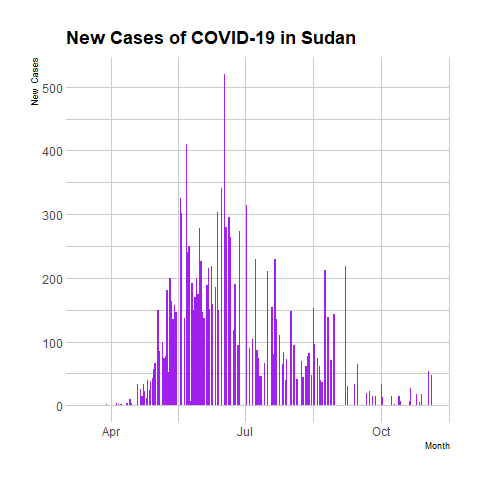 New Cases of COVID-19 in Sudan
New Cases
500
400
300
200
100
0
Apr
Jul
Oct
Month